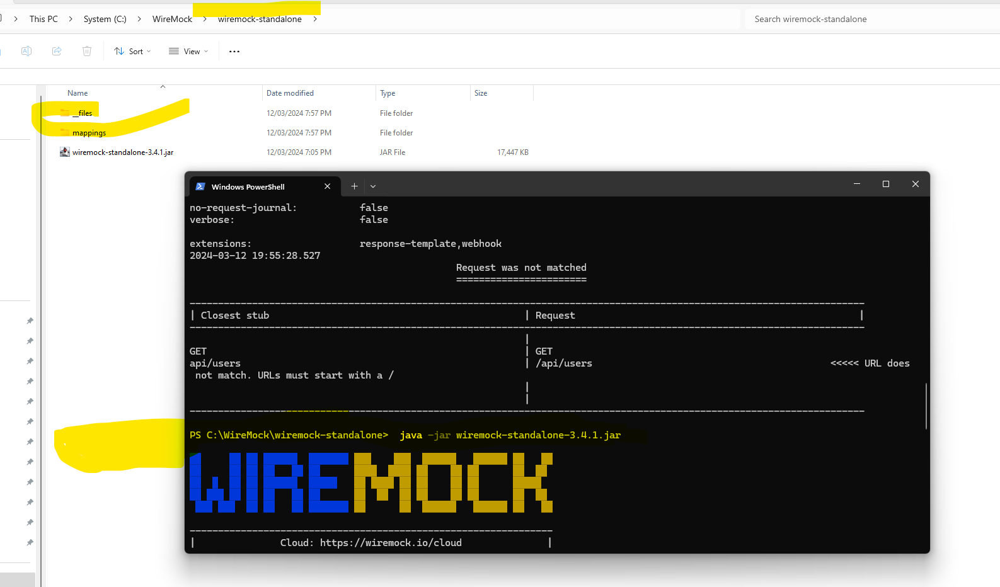 This PC > System (C:) > WireMock > wiremock-standalone >
Search wiremock-standalone
Sort
View
Name
Date modified
Type
Size
__files
12/03/2024 7:57 PM
File folder
mappings
12/03/2024 7:57 PM
File folder
wiremock-standalone-3.4.1.jar
12/03/2024 7:05 PM
JAR File
17,447 KB
Windows PowerShell
no-request-journal: false
verbose: false
extensions: response-template,webhook
2024-03-12 19:55:28.527
Request was not matched
=======================
-----------------------------------------------------------------------------------------------------------------------
| Closest stub | Request |
-----------------------------------------------------------------------------------------------------------------------
|
GET | GET
api/users | /api/users <<<<< URL does
not match. URLs must start with a /
|
|
-----------------------------------------------------------------------------------------------------------------------
PS C:\WireMock\wiremock-standalone> java -jar wiremock-standalone-3.4.1.jar
WIREMOCK
----------------------------------------------------------------
| Cloud: https://wiremock.io/cloud |